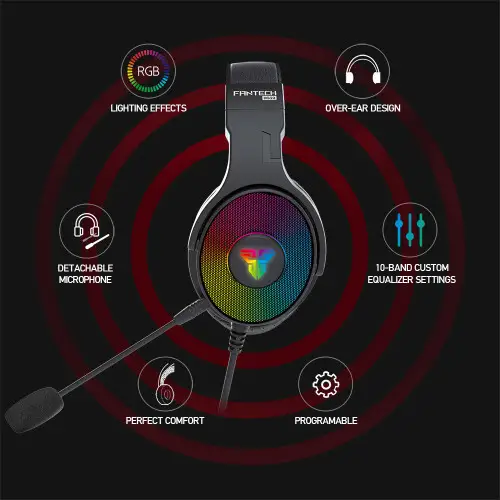 RGB
LIGHTING EFFECTS
OVER-EAR DESIGN
FANTECH
DETACHABLE
MICROPHONE
10-BAND CUSTOM
EQUALIZER SETTINGS
PERFECT COMFORT
PROGRAMABLE